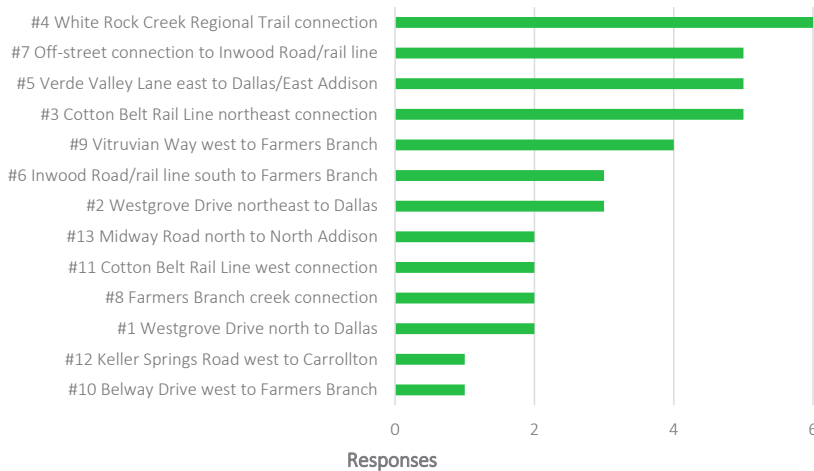 #4 White Rock Creek Regional Trail connection
#7 Off-street connection to Inwood Road/rail line
#5 Verde Valley Lane east to Dallas/East Addison
#3 Cotton Belt Rail Line northeast connection
#9 Vitruvian Way west to Farmers Branch
#6 Inwood Road/rail line south to Farmers Branch
#2 Westgrove Drive northeast to Dallas
#13 Midway Road north to North Addison
#11 Cotton Belt Rail Line west connection
#8 Farmers Branch creek connection
#1 Westgrove Drive north to Dallas
#12 Keller Springs Road west to Carrollton
#10 Belway Drive west to Farmers Branch
0 2 4 6
Responses